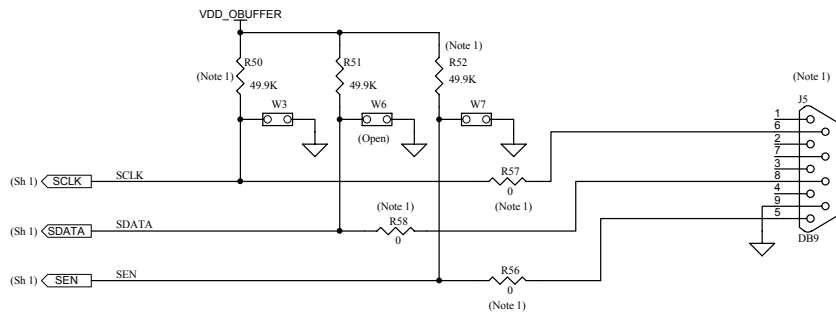 VDD_OBUFFER
(Note 1)
R50
R51
R52
(Note 1)
49.9K
49.9K
49.9K
(Note 1)
J5
W3
W6
W7
(Open)
1
6
2
7
3
8
4
9
5
DB9
(Sh 1) SCLK SCLK
R57
0
(Note 1)
(Note 1)
(Sh 1) SDATA SDATA
R58
0
(Sh 1) SEN SEN
R56
0
(Note 1)